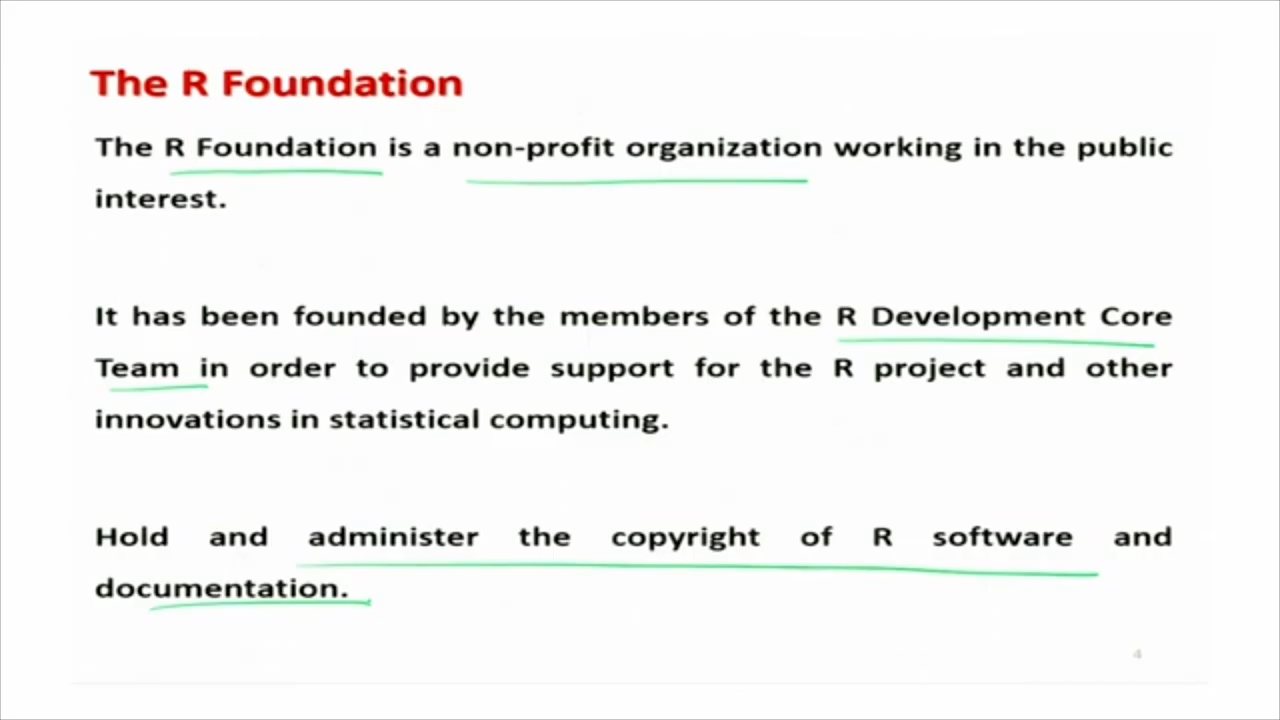 The R Foundation
The R Foundation is a non-profit organization working in the public
interest.
It has been founded by the members of the R Development Core
Team in order to provide support for the R project and other
innovations in statistical computing.
Hold and administer the copyright of R software and
documentation.
4